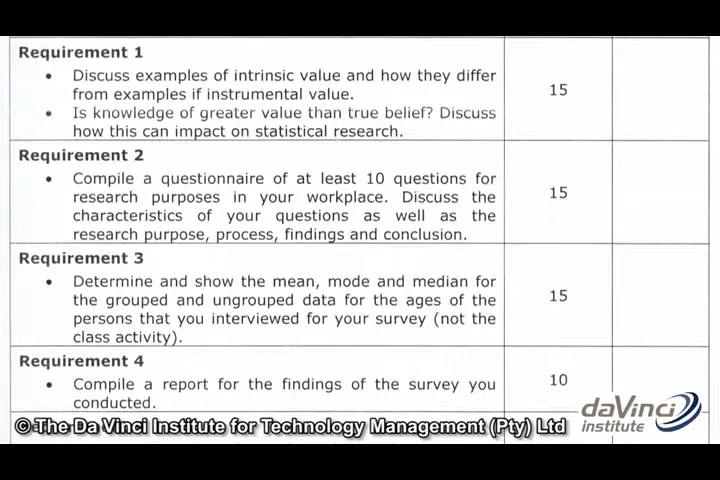 Requirement 1
• Discuss examples of intrinsic value and how they differ
from examples if instrumental value.
15
• Is knowledge of greater value than true belief? Discuss
how this can impact on statistical research.
Requirement 2
• Compile a questionnaire of at least 10 questions for
research purposes in your workplace. Discuss the
15
characteristics of your questions as well as the
research purpose, process, findings and conclusion.
Requirement 3
• Determine and show the mean, mode and median for
the grouped and ungrouped data for the ages of the
15
persons that you interviewed for your survey (not the
class activity).
Requirement 4
• Compile a report for the findings of the survey you
conducted.
10
daVinci
institute
© The Da Vinci Institute for Technology Management (Pty) Ltd